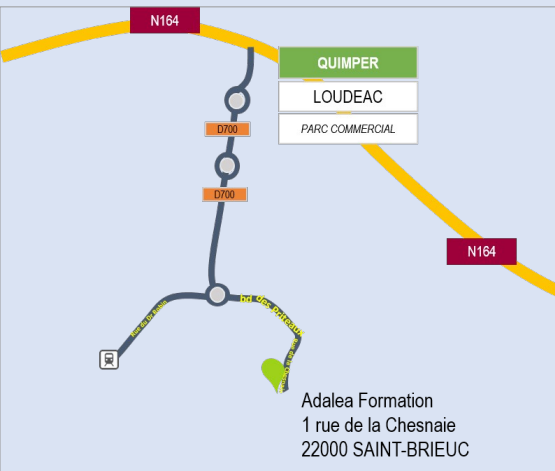 N164
QUIMPER
LOUDEAC
PARC COMMERCIAL
D700
D700
N164
bd des
Adalea Formation
1 rue de la Chesnaie
22000 SAINT-BRIEUC